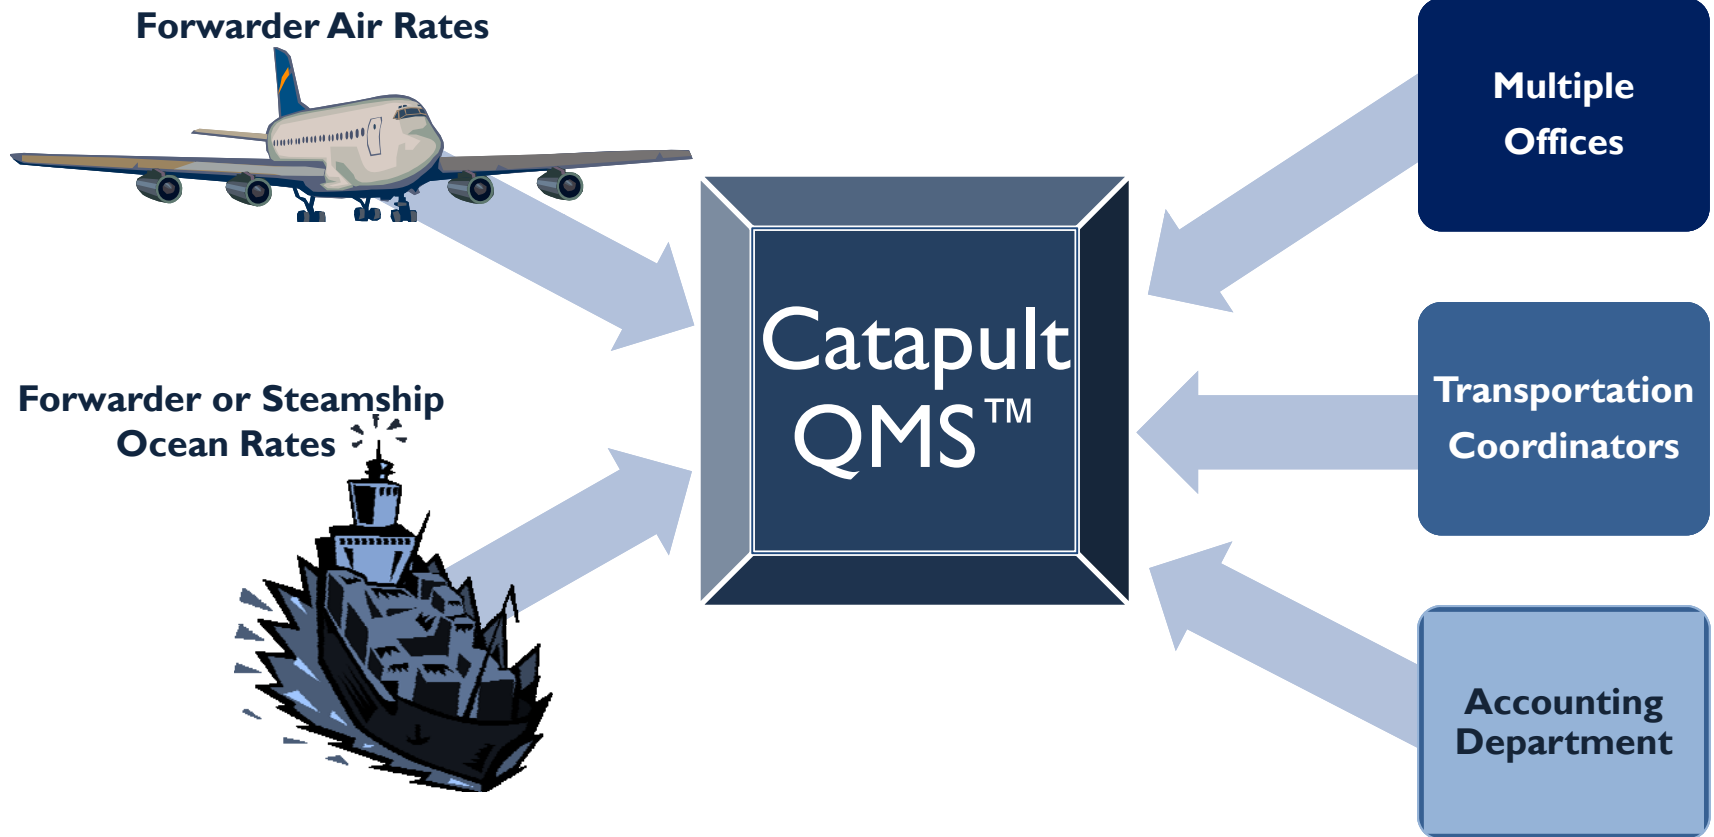 Forwarder Air Rates
Forwarder or Steamship
Ocean Rates
Catapult
QMS™
Multiple
Offices
Transportation
Coordinators
Accounting
Department